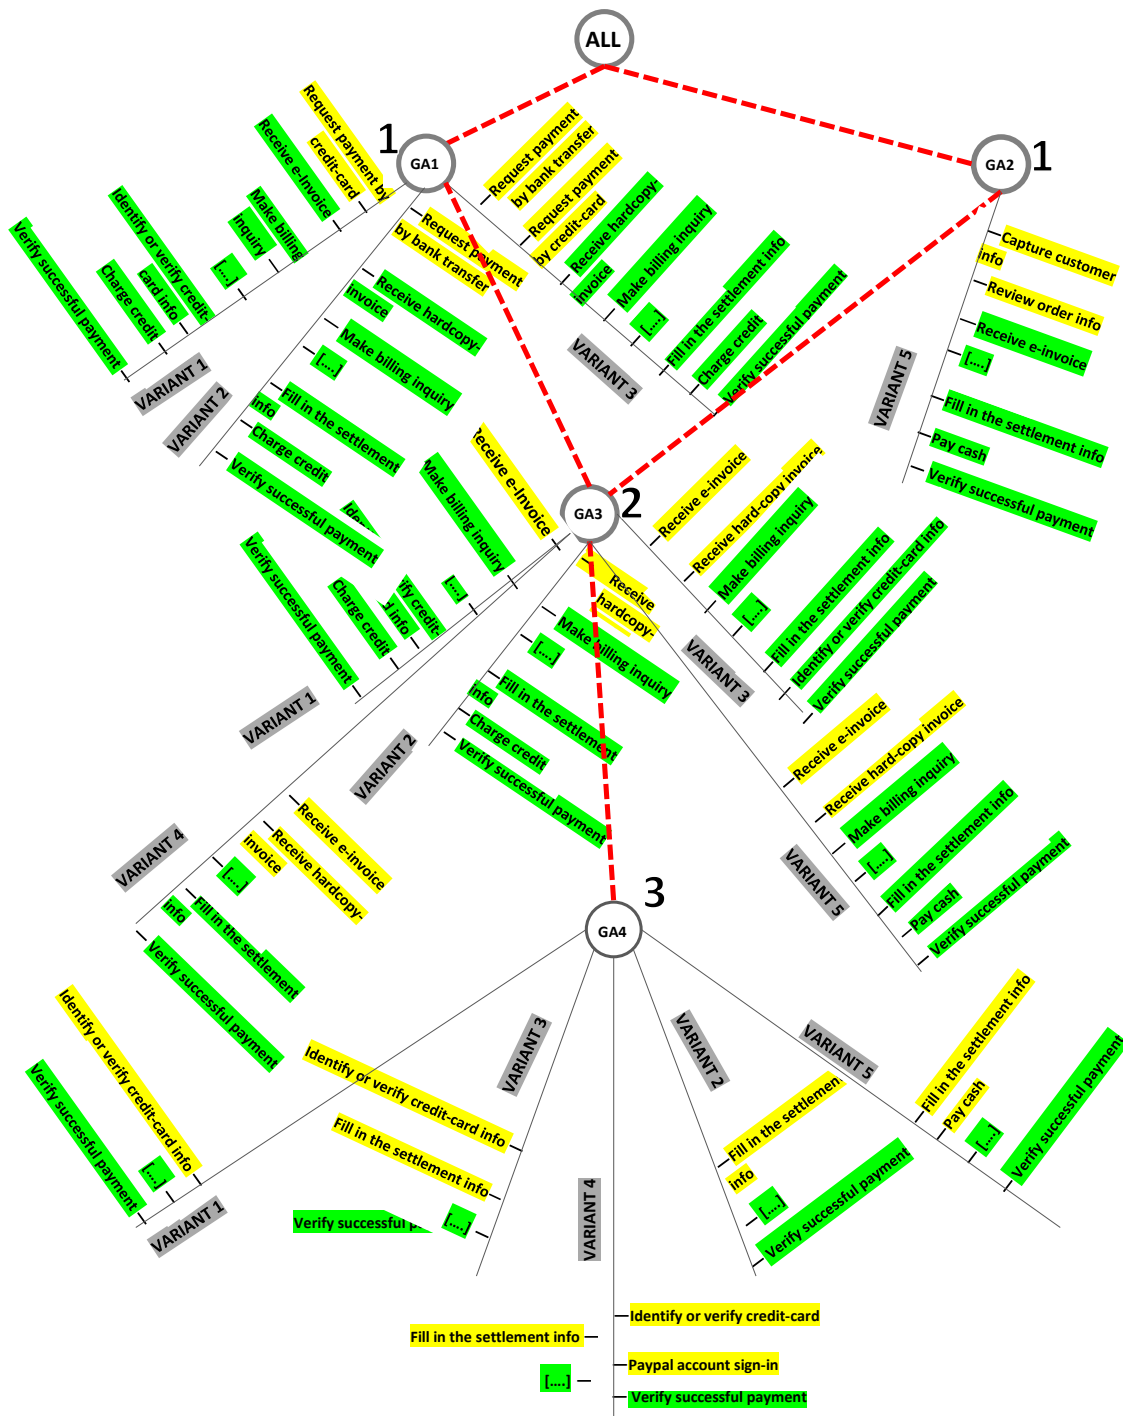 ALL
1
GA1
GA2
1
Request payment by
credit-card
Receive e-Invoice
Make billing
inquiry
[....]
Identify or verify credit-
card info
Charge credit
Verify successful payment
VARIANT 1
Request payment
by bank transfer
Receive hardcopy
invoice
Make billing inquiry
[....]
Fill in the settlement
info
Charge credit
Verify successful payment
VARIANT 2
Request payment
by bank transfer
Request payment
by credit-card
Receive hardcopy-
invoice
Make billing inquiry
[....]
Fill in the settlement info
Charge credit
Verify successful payment
VARIANT 3
Capture customer
info
Review order info
Receive e-invoice
[....]
Fill in the settlement info
Pay cash
Verify successful payment
VARIANT 5
GA3
2
Receive e-Invoice
Make billing inquiry
[....]
info
Charge credit
Verify successful payment
VARIANT 1
Receive
hardcopy-
Make billing inquiry
[....]
Fill in the settlement
info
Charge credit
Verify successful payment
VARIANT 2
Receive e-invoice
Receive hard-copy invoice
Make billing inquiry
[....]
Fill in the settlement info
Identify or verify credit-card info
Verify successful payment
VARIANT 3
Receive e-invoice
Receive hardcopy-
invoice
[....]
Fill in the settlement
info
Verify successful payment
VARIANT 4
Receive e-invoice
Receive hard-copy invoice
Make billing inquiry
[....]
Fill in the settlement info
Pay cash
Verify successful payment
VARIANT 5
3
GA4
Identify or verify credit-card info
[....]
Verify successful payment
VARIANT 1
Identify or verify credit-card info
Fill in the settlement info
[....]
Verify successful
VARIANT 3
VARIANT 4
Identify or verify credit-card
Fill in the settlement info
Paypal account sign-in
[....]
Verify successful payment
VARIANT 2
Fill in the settlemen
info
[....]
Verify successful payment
VARIANT 5
Fill in the settlement info
Pay cash
[....]
Verify successful payment